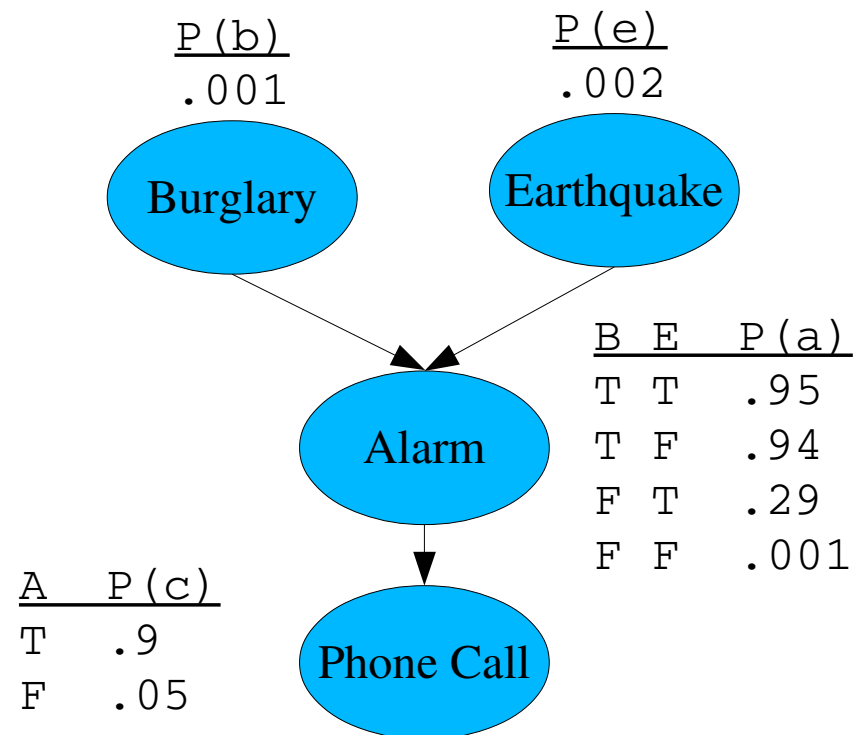 P(b)
.001
P(e)
.002
Burglary
Earthquake
B E P(a)
T T .95
T F .94
F T .29
F F .001
Alarm
A P(c)
T .9
F .05
Phone Call